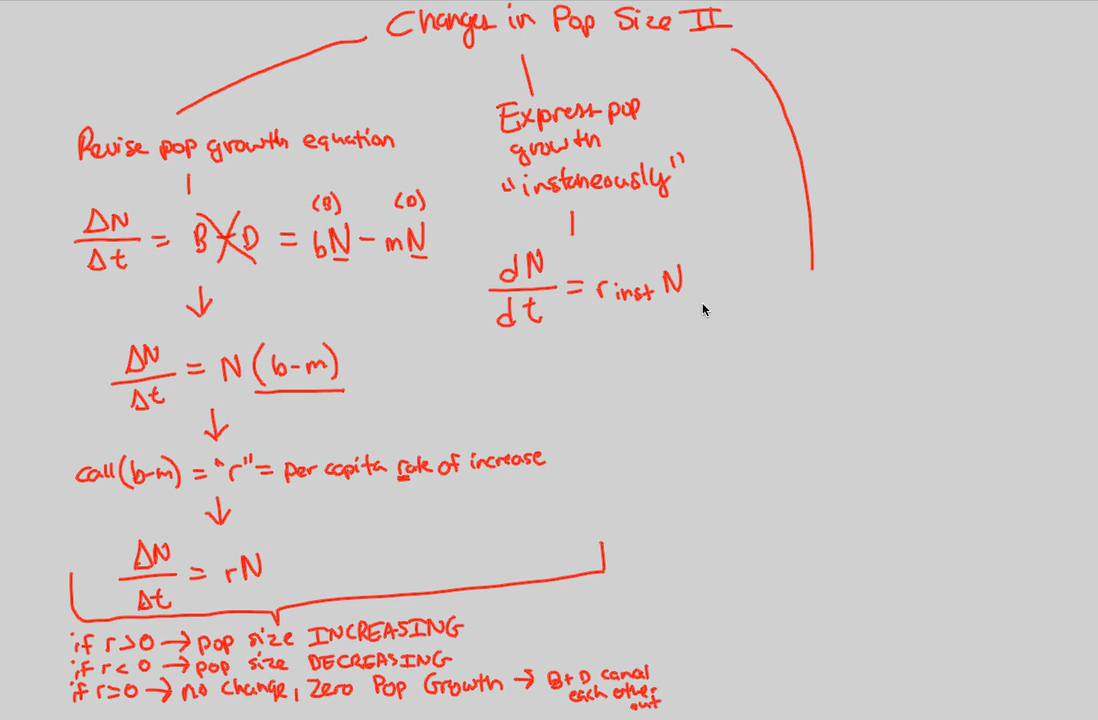 Changes in Pop Size II
Revise pop growth equation
ΔN/Δt = B-D = bN - mN
(B) (D)
↓
ΔN/Δt = N (b-m)
↓
call (b-m) = "r" = per capita rate of increase
↓
ΔN/Δt = rN
if r>0 → pop size INCREASING
if r<0 → pop size DECREASING
if r=0 → no change, Zero Pop Growth → B+D cancal
each other
out
Express pop
growth
"instaneously"
dN/dt = r inst N